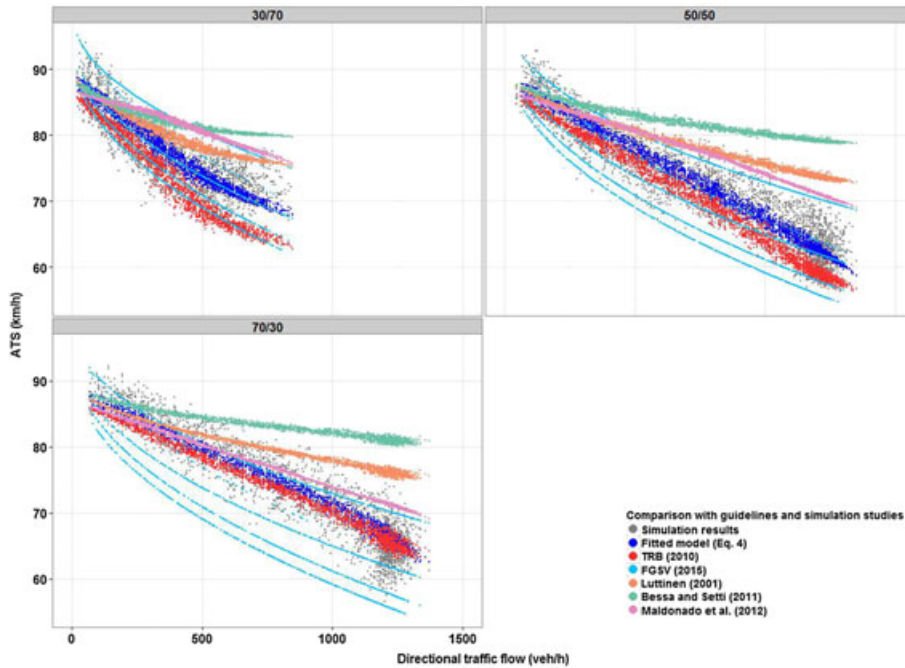 30/70
50/50
90
80
70
60
ATS (km/h)
70/30
90
80
70
60
0
500
1000
1500
Directional traffic flow (veh/h)
Comparison with guidelines and simulation studies
Simulation results
Fitted model (Eq. 4)
TRB (2010)
FGSV (2015)
Luttinen (2001)
Bessa and Setti (2011)
Maldonado et al. (2012)